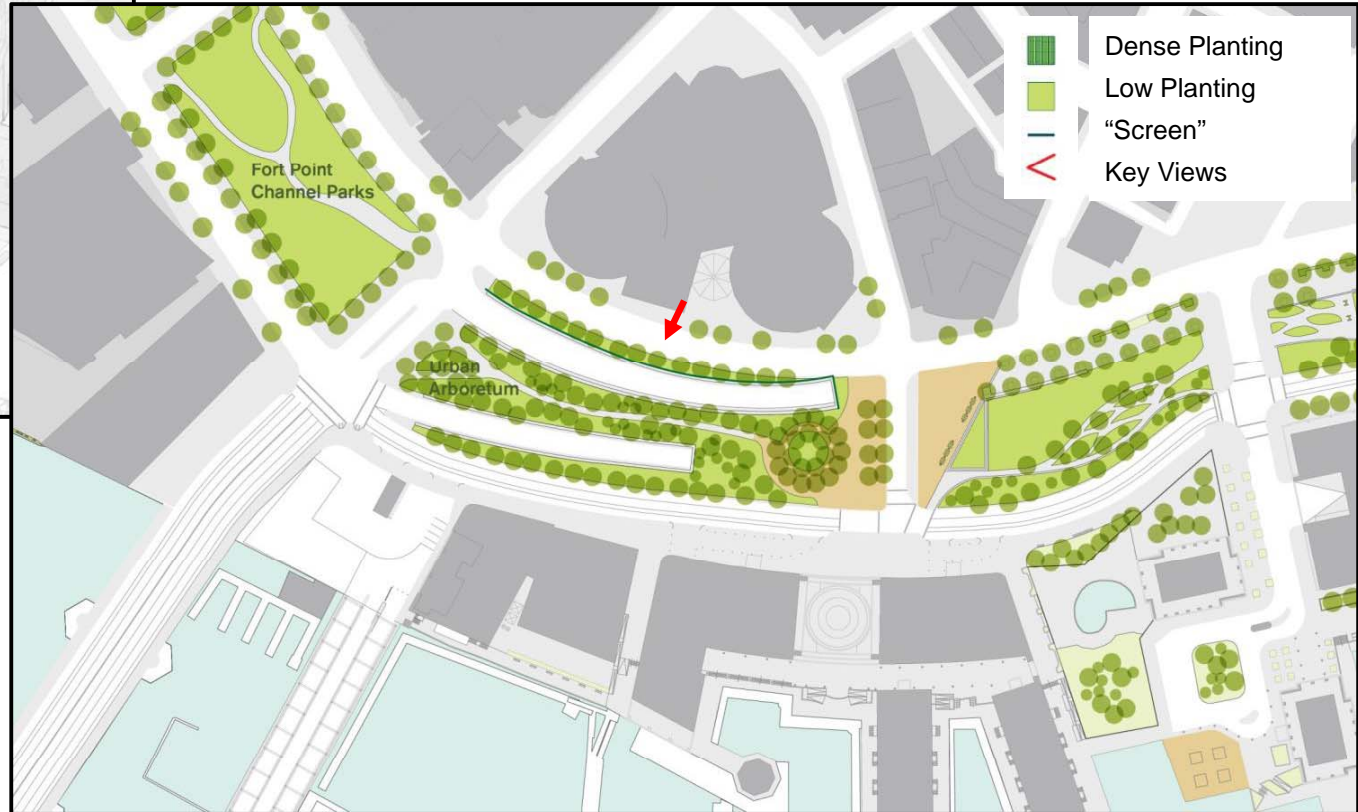 Dense Planting
Low Planting
“Screen”
Key Views
Fort Point
Channel Parks
Urban
Arboretum